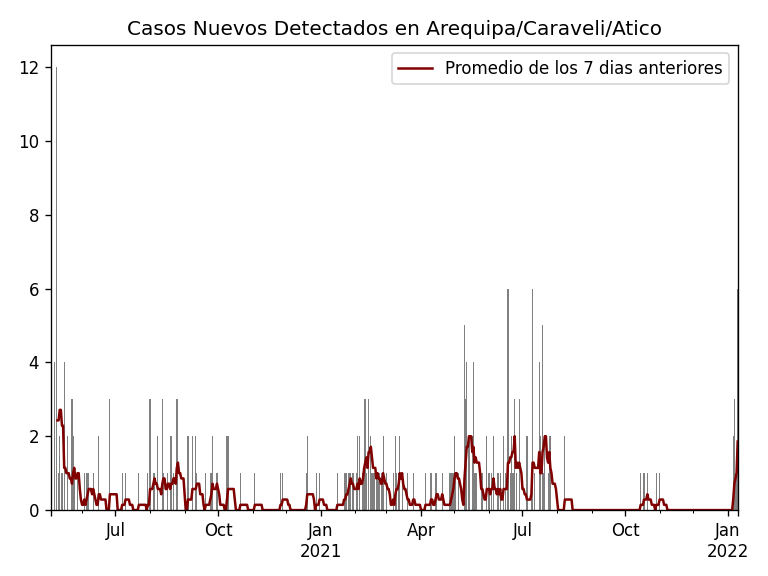 Casos Nuevos Detectados en Arequipa/Caraveli/Atico
Promedio de los 7 dias anteriores
12
10
8
6
4
2
0
Jul
Oct
Jan
2021
Apr
Jul
Oct
Jan
2022